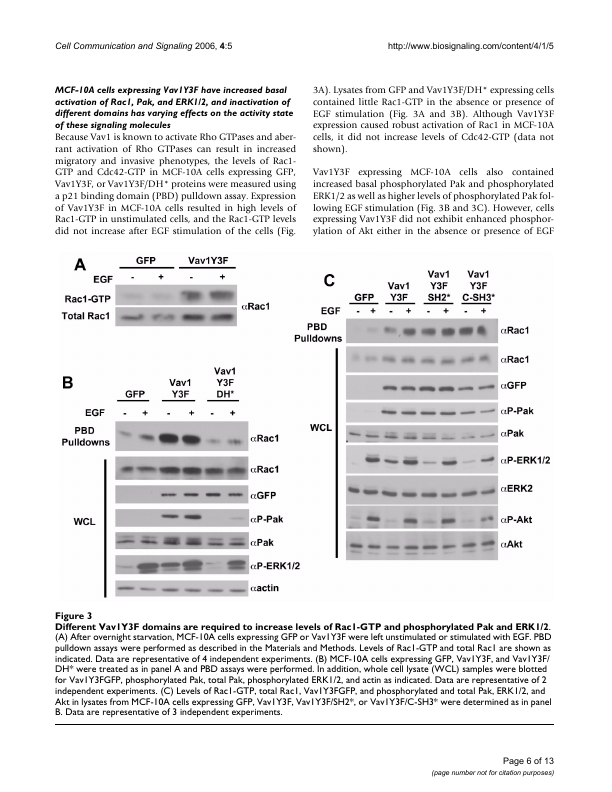 Cell Communication and Signaling 2006, 4:5
http://www.biosignaling.com/content/4/1/5
MCF-10A cells expressing Vav1Y3F have increased basal
activation of Rac1, Pak, and ERK1/2, and inactivation of
different domains has varying effects on the activity state
of these signaling molecules
Because Vav1 is known to activate Rho GTPases and aber-
rant activation of Rho GTPases can result in increased
migratory and invasive phenotypes, the levels of Rac1-
GTP and Cdc42-GTP in MCF-10A cells expressing GFP,
Vav1Y3F, or Vav1Y3F/DH* proteins were measured using
a p21 binding domain (PBD) pulldown assay. Expression
of Vav1Y3F in MCF-10A cells resulted in high levels of
Rac1-GTP in unstimulated cells, and the Rac1-GTP levels
did not increase after EGF stimulation of the cells (Fig.
3A). Lysates from GFP and Vav1Y3F/DH* expressing cells
contained little Rac1-GTP in the absence or presence of
EGF stimulation (Fig. 3A and 3B). Although Vav1Y3F
expression caused robust activation of Rac1 in MCF-10A
cells, it did not increase levels of Cdc42-GTP (data not
shown).
Vav1Y3F expressing MCF-10A cells also contained
increased basal phosphorylated Pak and phosphorylated
ERK1/2 as well as higher levels of phosphorylated Pak fol-
lowing EGF stimulation (Fig. 3B and 3C). However, cells
expressing Vav1Y3F did not exhibit enhanced phosphor-
ylation of Akt either in the absence or presence of EGF
A
GFP Vav1Y3F
EGF - + - +
Rac1-GTP
Total Rac1
αRac1
B
GFP
Vav1
Y3F
Vav1
Y3F
DH*
EGF - + - + - +
PBD
Pulldowns
αRac1
WCL
αRac1
αGFP
αP-Pak
αPak
αP-ERK1/2
αactin
C
GFP
Vav1
Y3F
Vav1
Y3F
SH2*
Vav1
Y3F
C-SH3*
EGF - + - + - + - +
PBD
Pulldowns
αRac1
WCL
αRac1
αGFP
αP-Pak
αPak
αP-ERK1/2
αERK2
αP-Akt
αAkt
Figure 3
Different Vav1Y3F domains are required to increase levels of Rac1-GTP and phosphorylated Pak and ERK1/2.
(A) After overnight starvation, MCF-10A cells expressing GFP or Vav1Y3F were left unstimulated or stimulated with EGF. PBD
pulldown assays were performed as described in the Materials and Methods. Levels of Rac1-GTP and total Rac1 are shown as
indicated. Data are representative of 4 independent experiments. (B) MCF-10A cells expressing GFP, Vav1Y3F, and Vav1Y3F/
DH* were treated as in panel A and PBD assays were performed. In addition, whole cell lysate (WCL) samples were blotted
for Vav1Y3FGFP, phosphorylated Pak, total Pak, phosphorylated ERK1/2, and actin as indicated. Data are representative of 2
independent experiments. (C) Levels of Rac1-GTP, total Rac1, Vav1Y3FGFP, and phosphorylated and total Pak, ERK1/2, and
Akt in lysates from MCF-10A cells expressing GFP, Vav1Y3F, Vav1Y3F/SH2*, or Vav1Y3F/C-SH3* were determined as in panel
B. Data are representative of 3 independent experiments.
Page 6 of 13
(page number not for citation purposes)